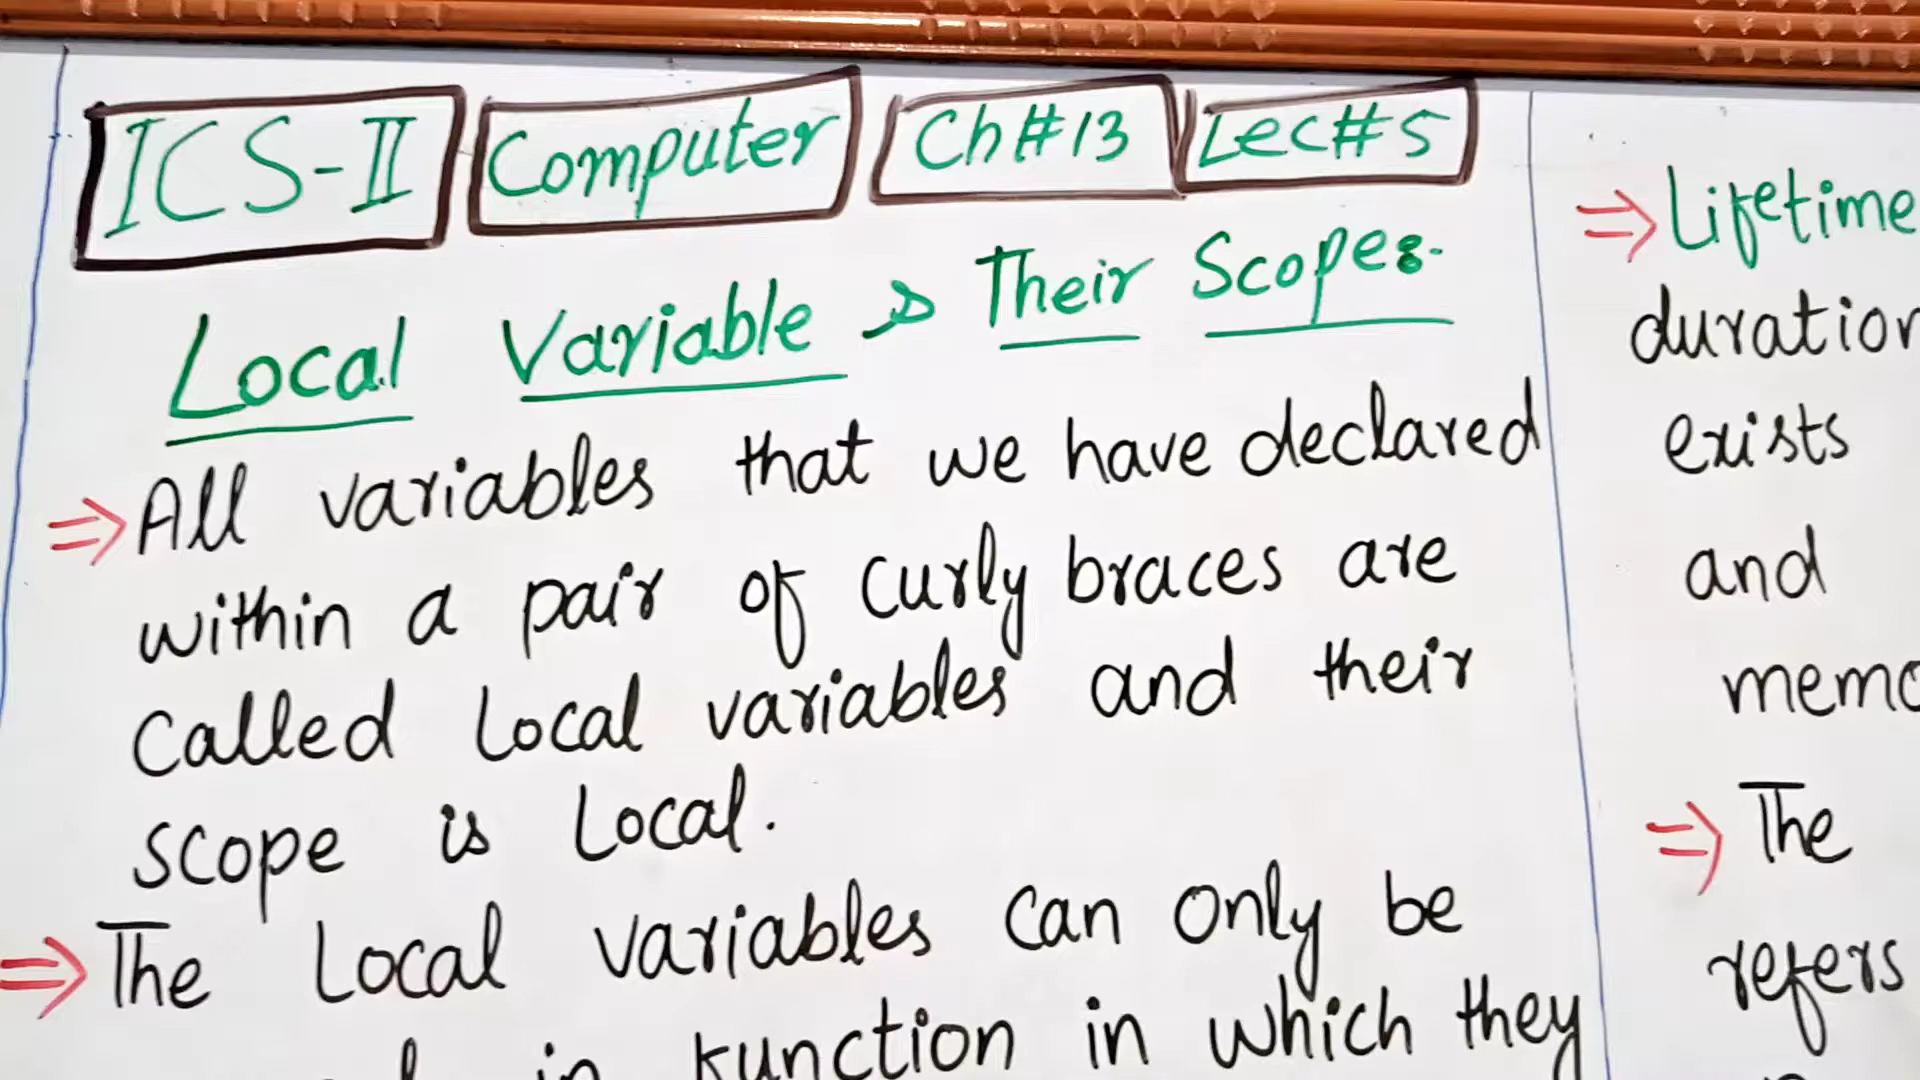 ICS-II Computer Ch#13 Lec#5
Local Variable & Their Scopes.
⇒ All variables that we have declared
within a pair of curly braces are
called Local variables and their
scope is Local.
⇒ The Local variables can only be
in function in which they
⇒ Lifetime
duration
exists
and
⇒ The
refers